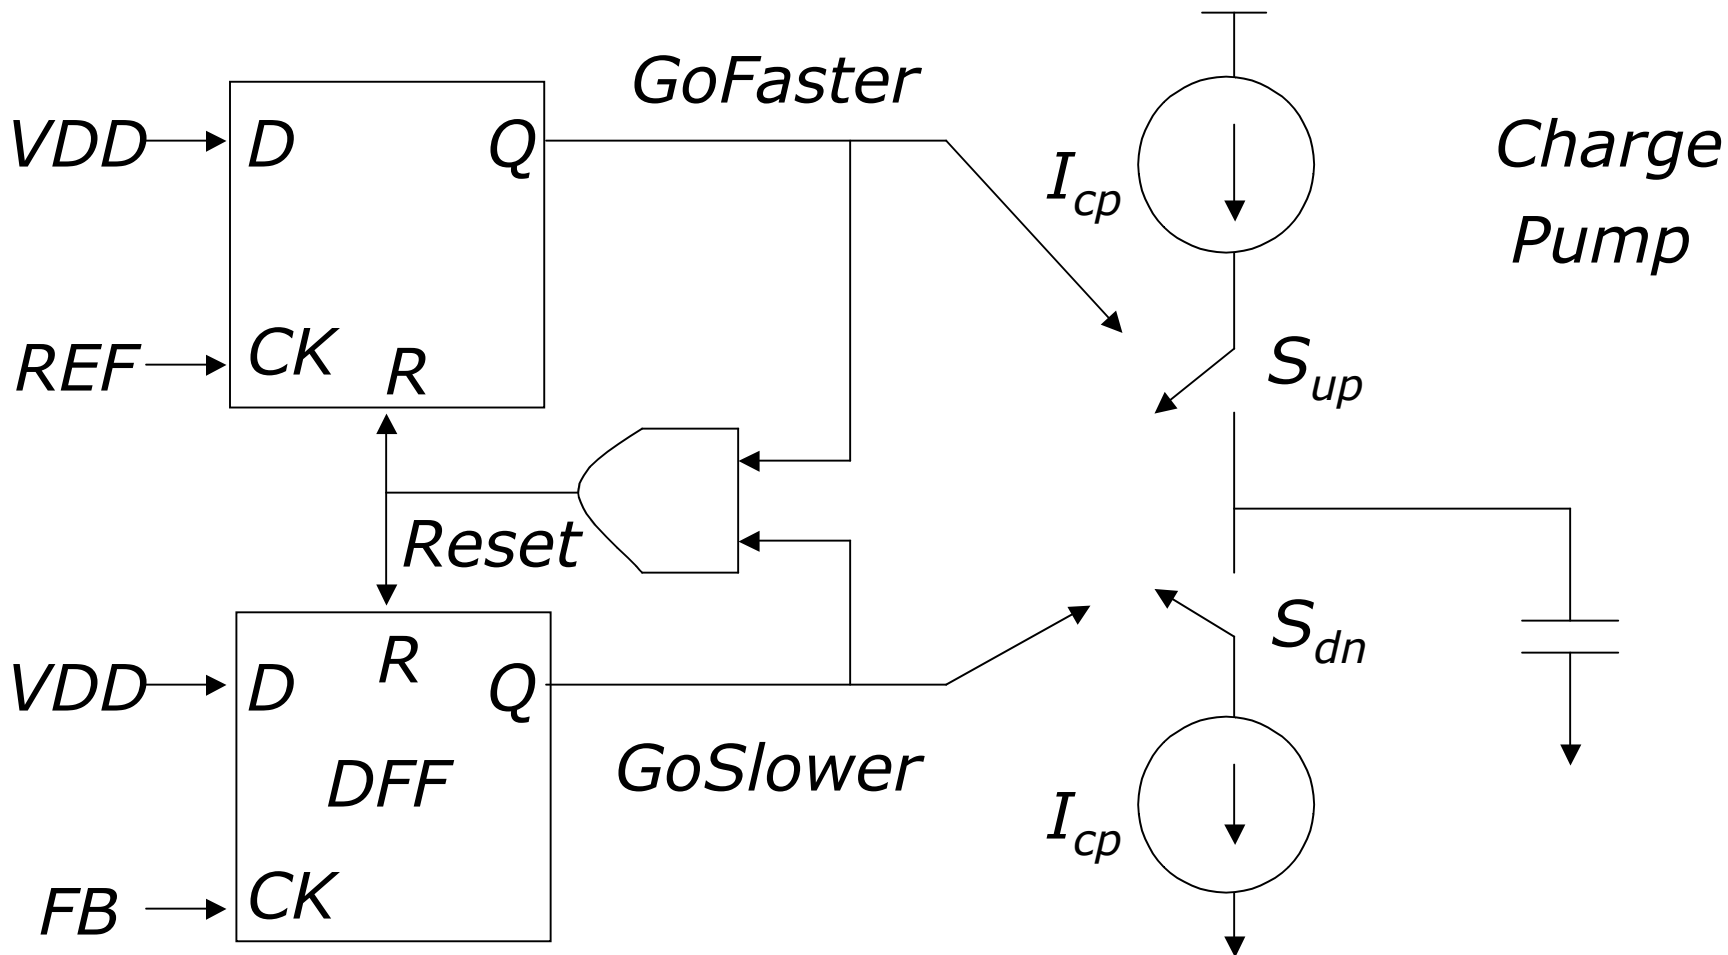 GoFaster
VDD
D
Q
Charge
Pump
I_cp
REF
CK
R
S_up
Reset
S_dn
VDD
D
R
Q
GoSlower
DFF
I_cp
FB
CK